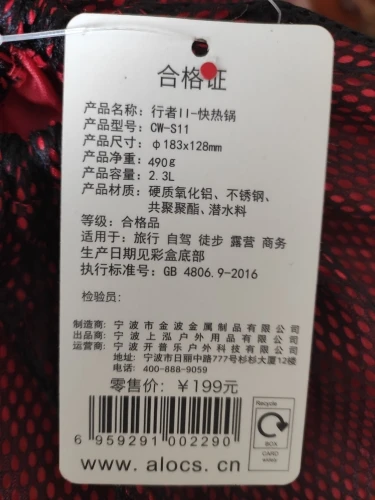 合格证
产品名称: 行者II-快热锅
产品型号: CW-S11
产品尺寸: φ183x128mm
产品净重: 490g
产品容量: 2.3L
产品材质: 硬质氧化铝、不锈钢、
共聚聚酯、潜水料
等级: 合格品
适用于: 旅行 自驾 徒步 露营 商务
生产日期见彩盒底部
执行标准号: GB 4806.9-2016
检验员:
制造商: 宁波市金波金属制品有限公司
出品商: 宁波上泓户外用品有限公司
运营商: 宁波开普乐户外科技有限公司
地址: 宁波市日丽中路777号杉杉大厦12楼
电话: 400-888-9059
零售价: ¥199元
6 959291 002290
Recycle
BOX
CARD
www.alocs.cn